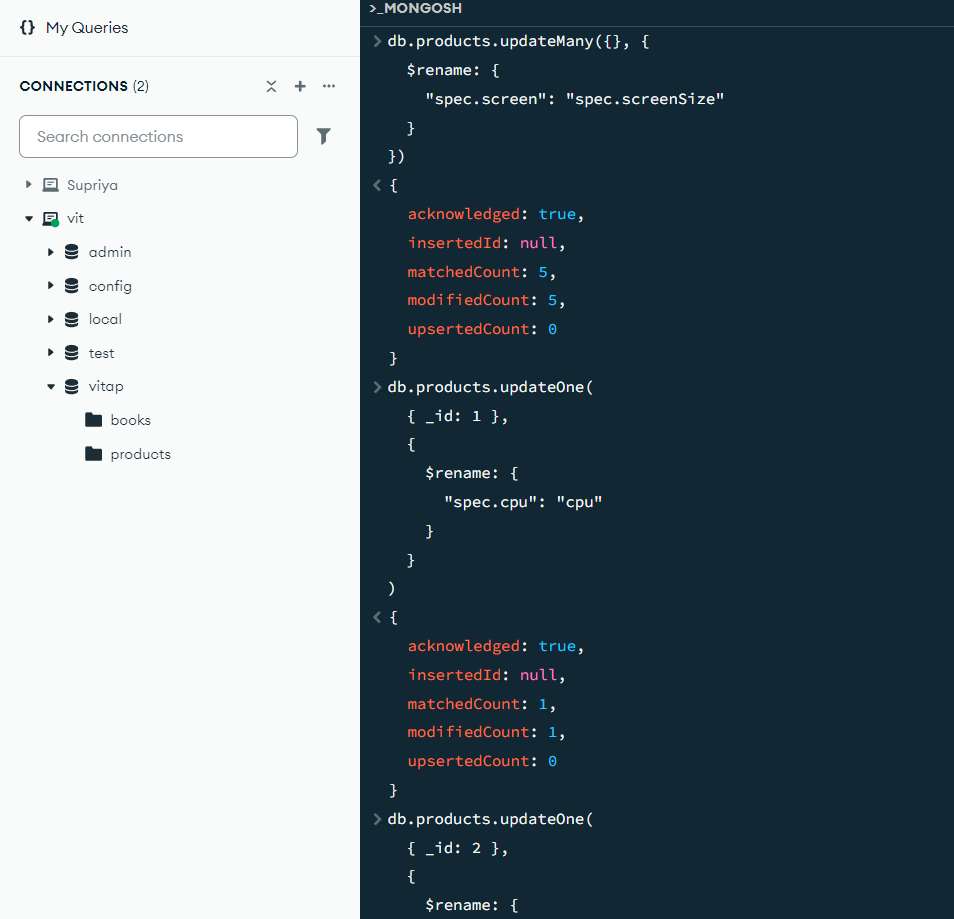 {} My Queries
CONNECTIONS (2)
Search connections
Supriya
vit
admin
config
local
test
vitap
books
products
>_MONGOSH
> db.products.updateMany({}, {
$rename: {
"spec.screen": "spec.screenSize"
}
})
< {
acknowledged: true,
insertedId: null,
matchedCount: 5,
modifiedCount: 5,
upsertedCount: 0
}
> db.products.updateOne(
{ _id: 1 },
{
$rename: {
"spec.cpu": "cpu"
}
}
)
< {
acknowledged: true,
insertedId: null,
matchedCount: 1,
modifiedCount: 1,
upsertedCount: 0
}
> db.products.updateOne(
{ _id: 2 },
{
$rename: {